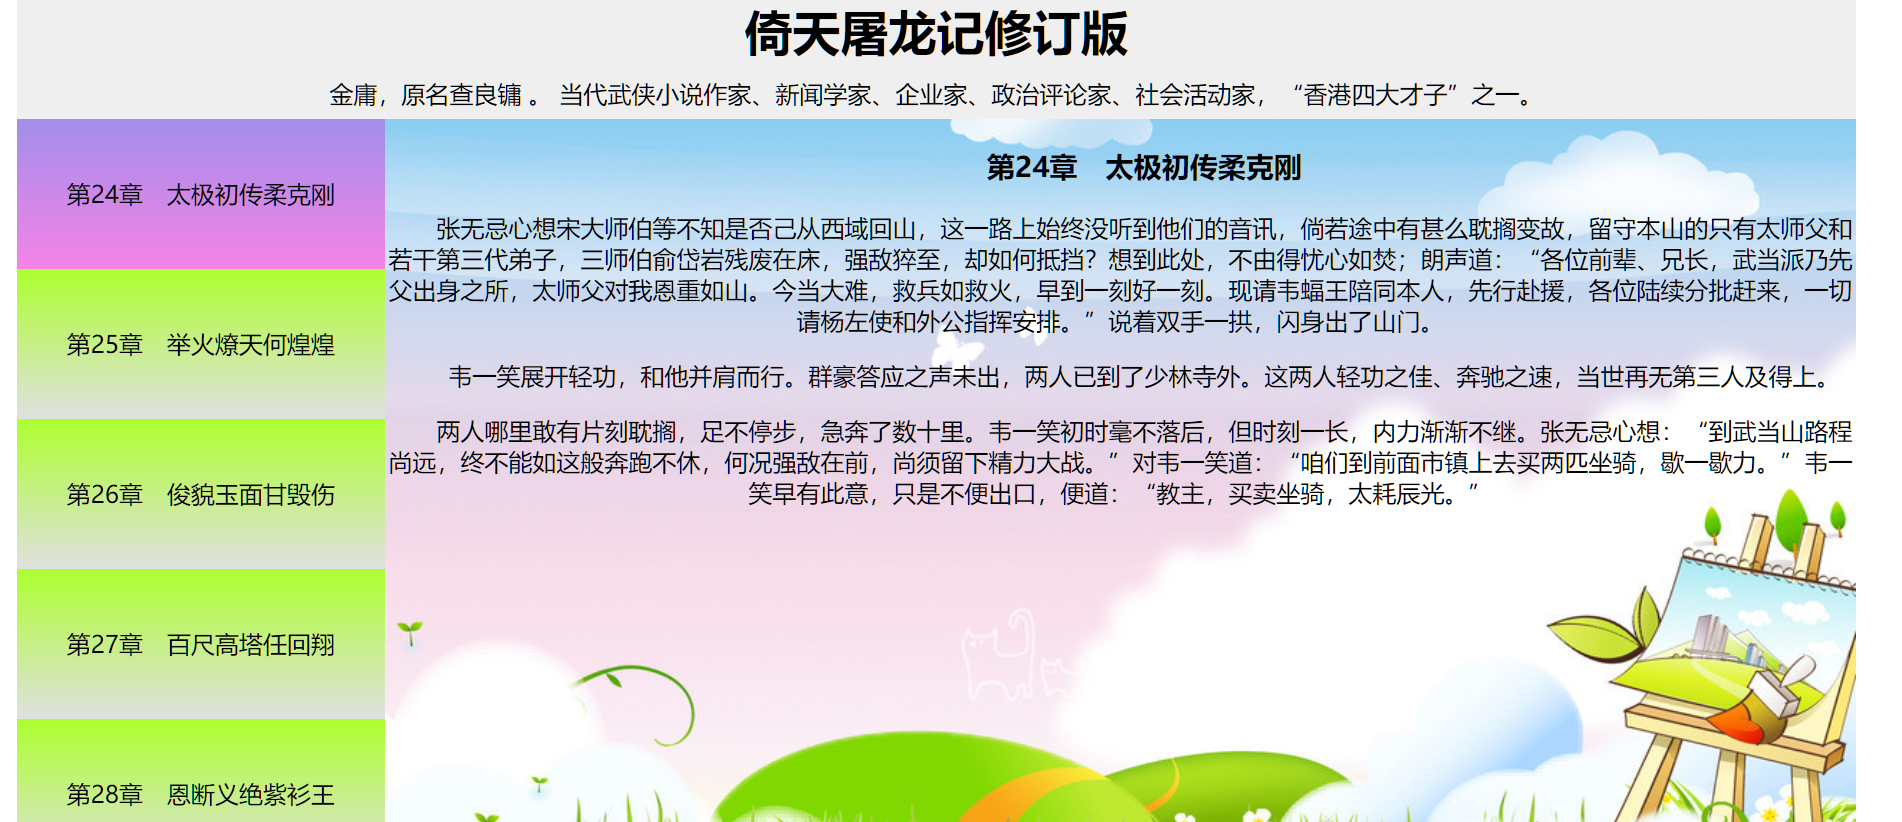 倚天屠龙记修订版
金庸，原名查良镛 。 当代武侠小说作家、新闻学家、企业家、政治评论家、社会活动家，“香港四大才子”之一。
第24章 太极初传柔克刚
第25章 举火燎天何煌煌
第26章 俊貌玉面甘毁伤
第27章 百尺高塔任回翔
第28章 恩断义绝紫衫王
第24章 太极初传柔克刚
张无忌心想宋大师伯等不知是否己从西域回山，这一路上始终没听到他们的音讯，倘若途中有甚么耽搁变故，留守本山的只有太师父和
若干第三代弟子，三师伯俞岱岩残废在床，强敌猝至，却如何抵挡？想到此处，不由得忧心如焚；朗声道：“各位前辈、兄长，武当派乃先
父出身之所，太师父对我恩重如山。今当大难，救兵如救火，早到一刻好一刻。现请韦蝠王陪同本人，先行赴援，各位陆续分批赶来，一切
请杨左使和外公指挥安排。”说着双手一拱，闪身出了山门。
韦一笑展开轻功，和他并肩而行。群豪答应之声未出，两人已到了少林寺外。这两人轻功之佳、奔驰之速，当世再无第三人及得上。
两人哪里敢有片刻耽搁，足不停步，急奔了数十里。韦一笑初时毫不落后，但时刻一长，内力渐渐不继。张无忌心想：“到武当山路程
尚远，终不能如这般奔跑不休，何况强敌在前，尚须留下精力大战。”对韦一笑道：“咱们到前面市镇上去买两匹坐骑，歇一歇力。”韦一
笑早有此意，只是不便出口，便道：“教主，买卖坐骑，太耗辰光。”